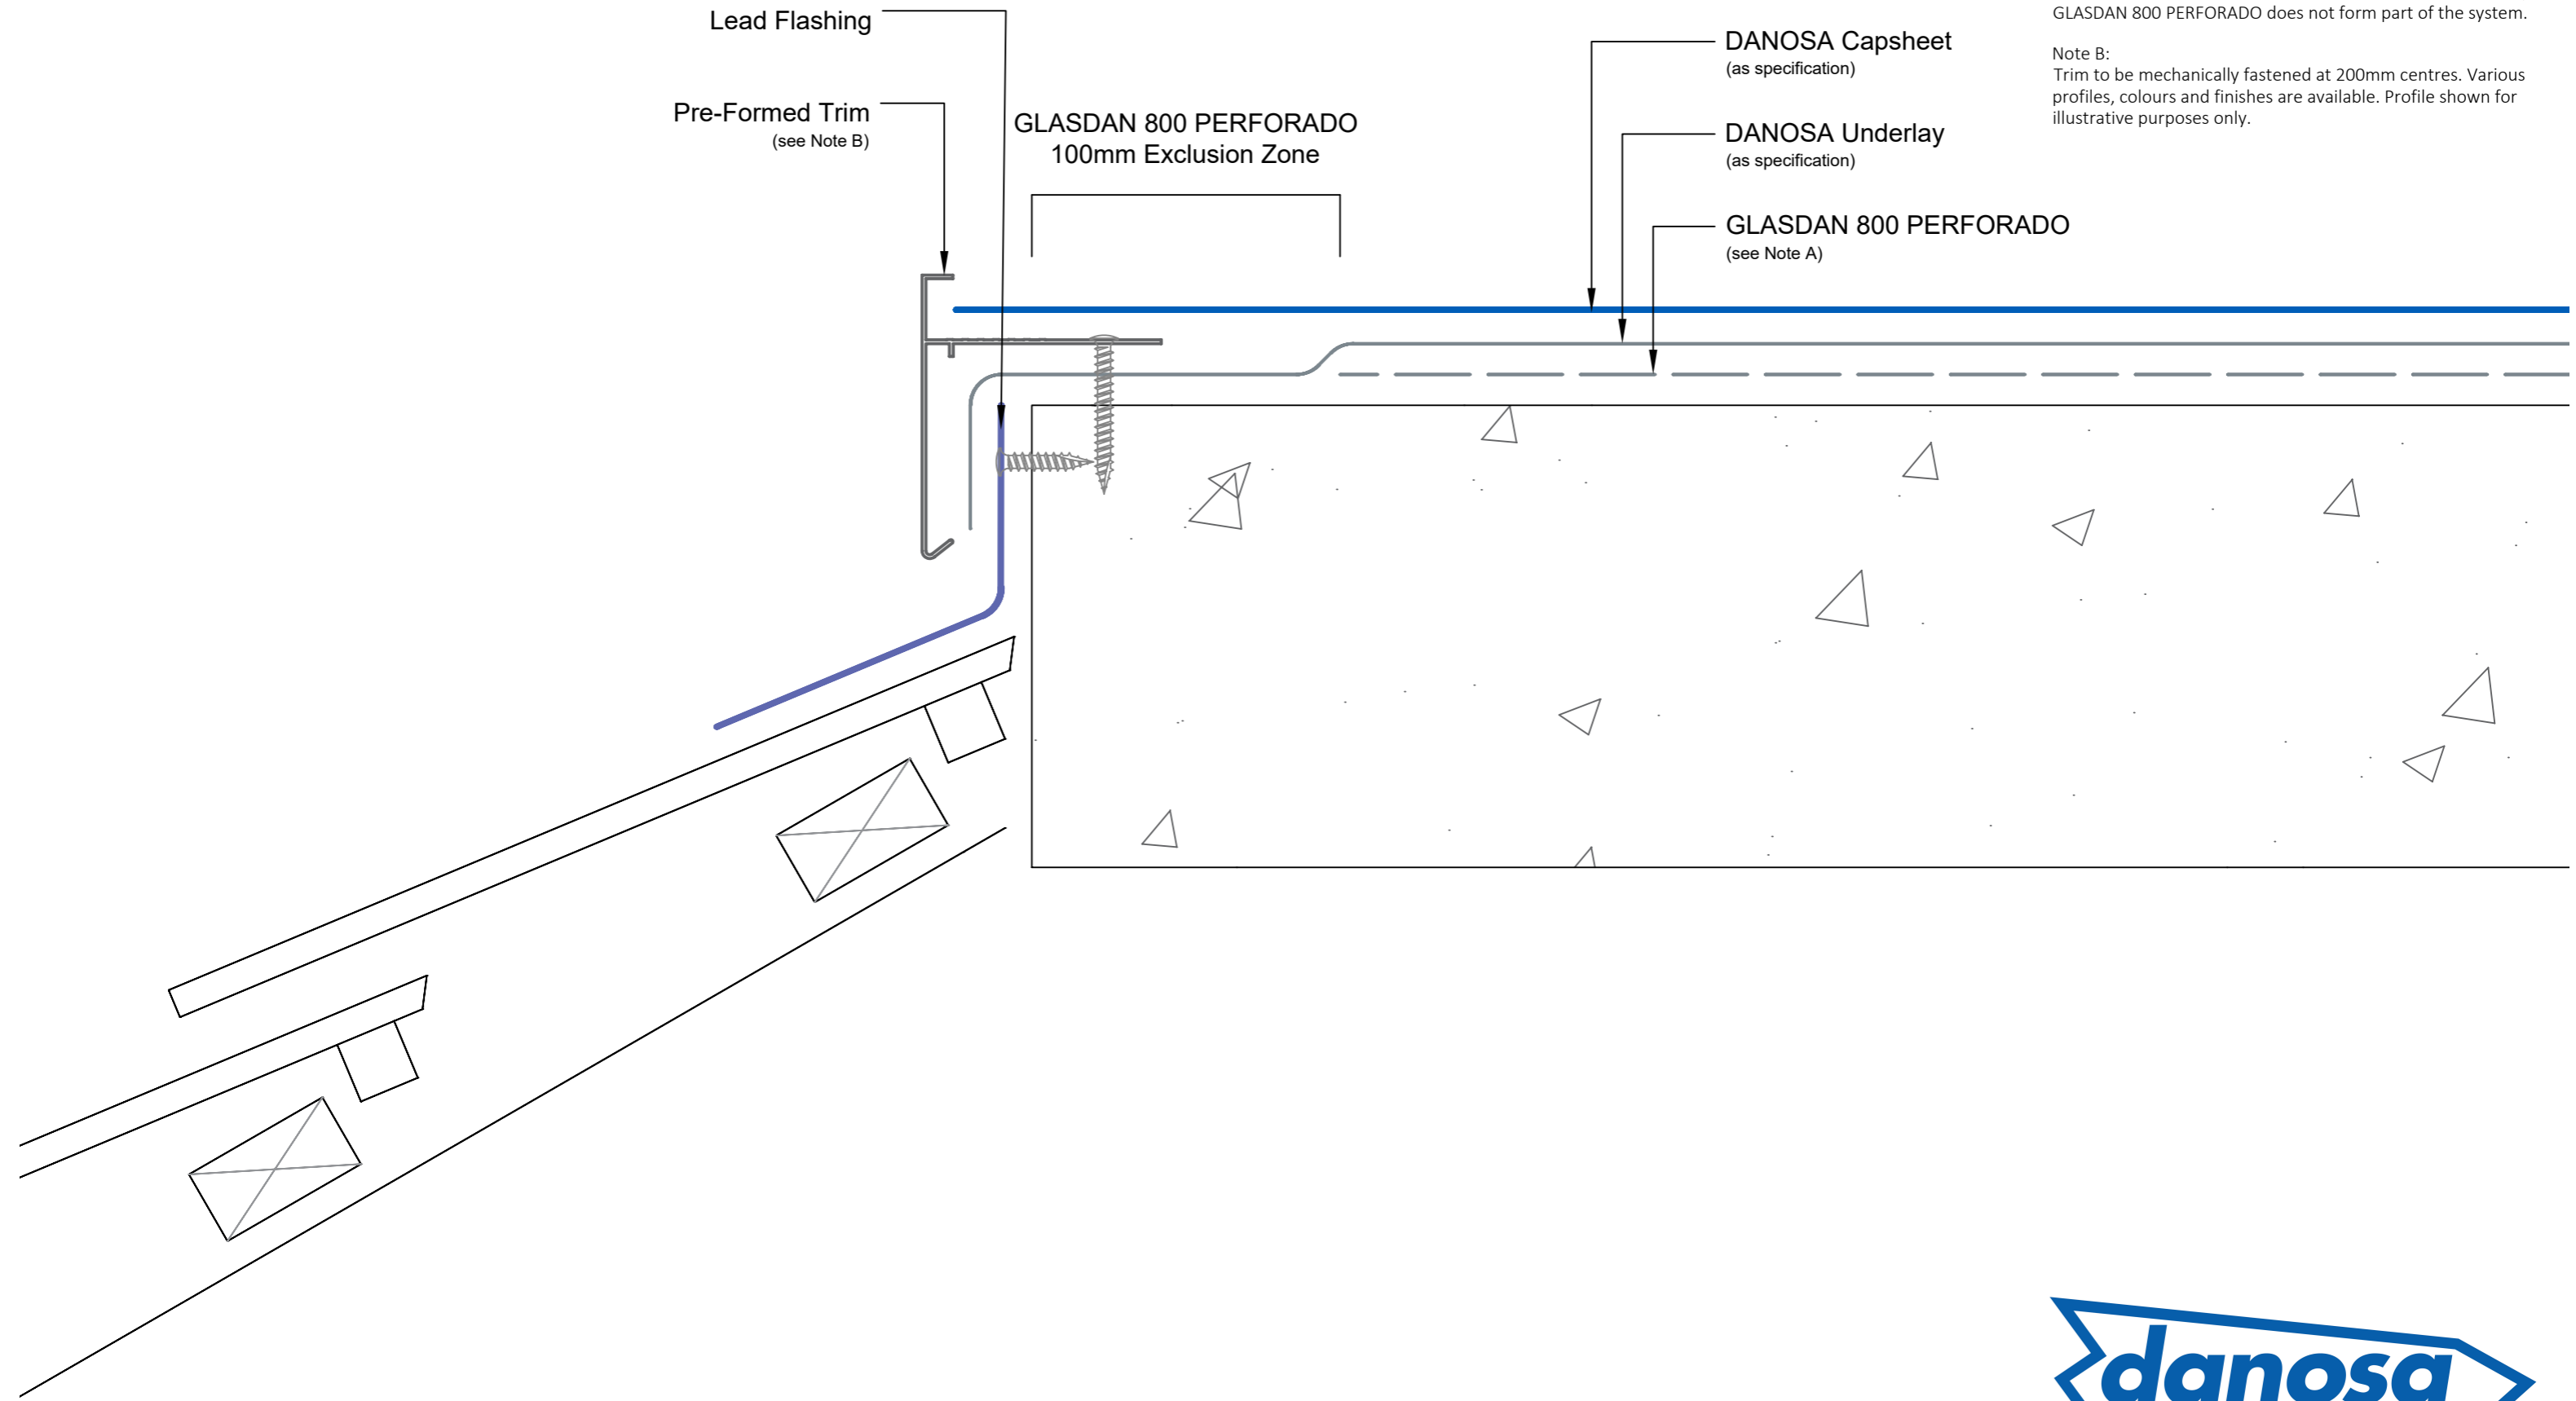 Lead Flashing
Pre-Formed Trim
(see Note B)
GLASDAN 800 PERFORADO
100mm Exclusion Zone
DANOSA Capsheet
(as specification)
DANOSA Underlay
(as specification)
GLASDAN 800 PERFORADO
(see Note A)
GLASDAN 800 PERFORADO does not form part of the system.
Note B:
Trim to be mechanically fastened at 200mm centres. Various
profiles, colours and finishes are available. Profile shown for
illustrative purposes only.
danosa